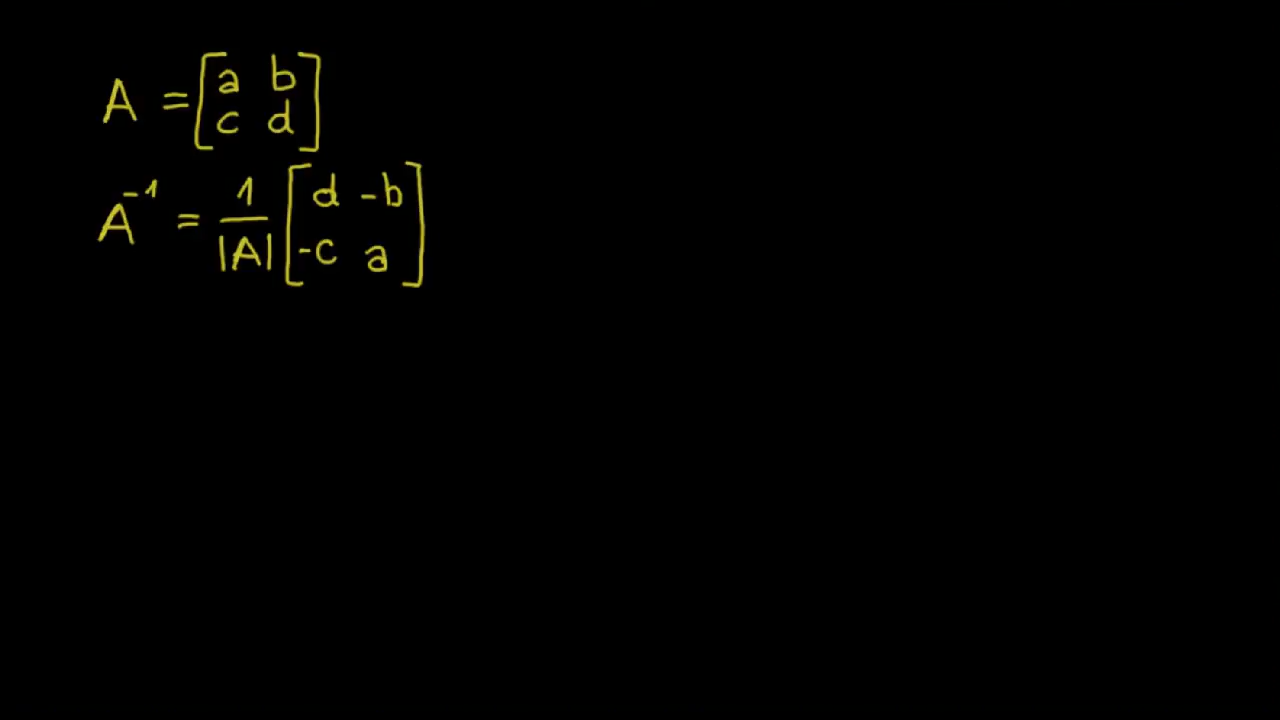 A = [a b
c d]
A⁻¹ = 1/|A| [d -b
-c a]